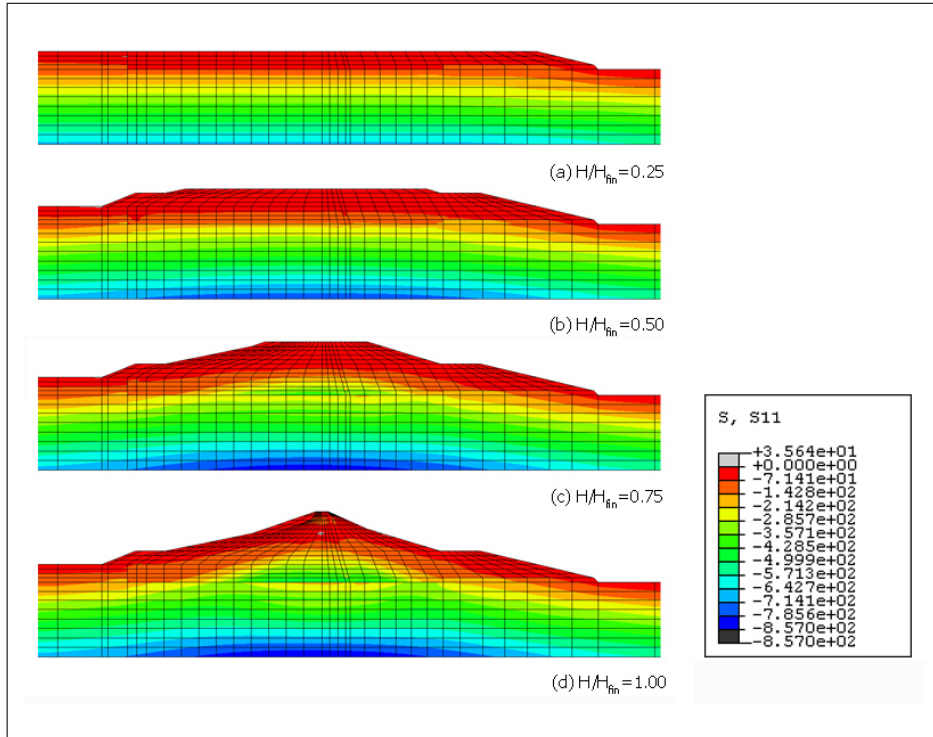 (a) H/Hfin=0.25
(b) H/Hfin=0.50
(c) H/Hfin=0.75
(d) H/Hfin=1.00
S, S11
+3.564e+01
+0.000e+00
-7.141e+01
-1.428e+02
-2.142e+02
-2.857e+02
-3.571e+02
-4.285e+02
-4.999e+02
-5.713e+02
-6.427e+02
-7.141e+02
-7.856e+02
-8.570e+02
-8.570e+02